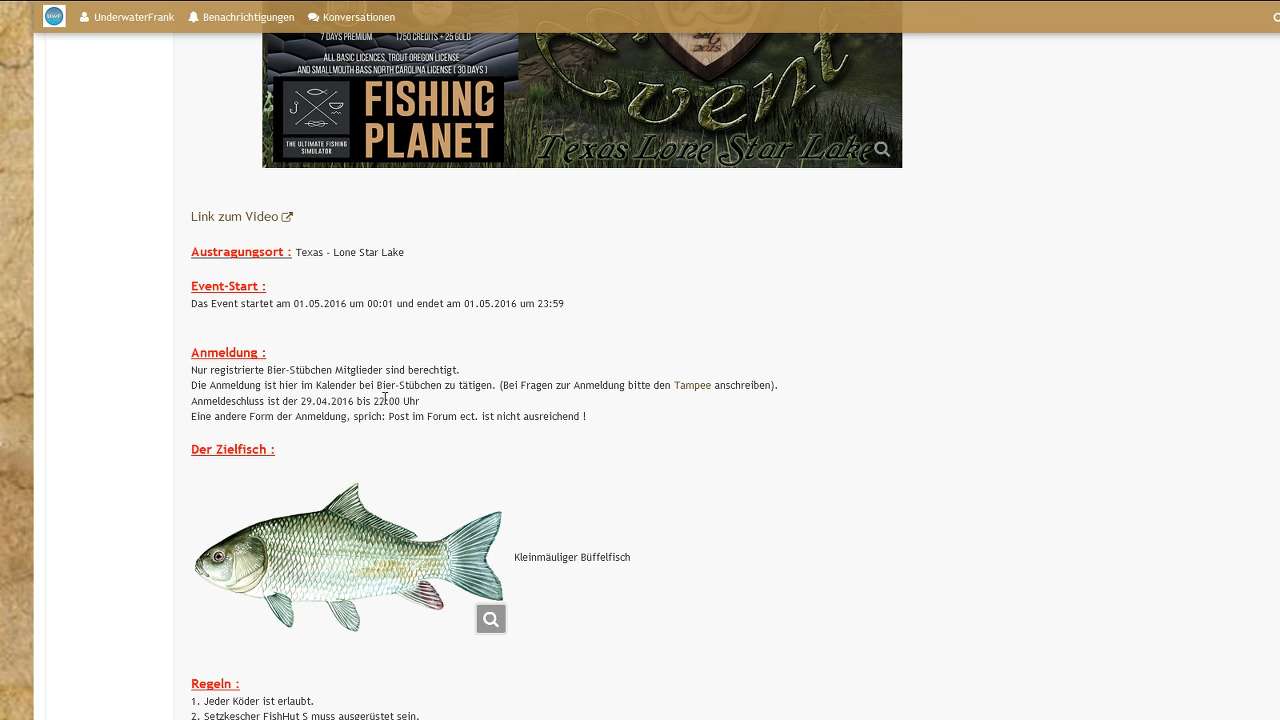 UWF UnderwaterFrank Benachrichtigungen Konversationen
7 DAYS PREMIUM 1750 CREDITS + 25 GOLD
ALL BASIC LICENCES, TROUT OREGON LICENSE
AND SMALLMOUTH BASS NORTH CAROLINA LICENSE ( 30 DAYS )
FISHING
PLANET
THE ULTIMATE FISHING
SIMULATOR
Event
Texas Lone Star Lake
Link zum Video
Austragungsort : Texas - Lone Star Lake
Event-Start :
Das Event startet am 01.05.2016 um 00:01 und endet am 01.05.2016 um 23:59
Anmeldung :
Nur registrierte Bier-Stübchen Mitglieder sind berechtigt.
Die Anmeldung ist hier im Kalender bei Bier-Stübchen zu tätigen. (Bei Fragen zur Anmeldung bitte den Tampee anschreiben).
Anmeldeschluss ist der 29.04.2016 bis 22:00 Uhr
Eine andere Form der Anmeldung, sprich: Post im Forum ect. ist nicht ausreichend !
Der Zielfisch :
Kleinmäuliger Büffelfisch
Regeln :
1. Jeder Köder ist erlaubt.
2. Setzkescher FishHut S muss ausgerüstet sein.